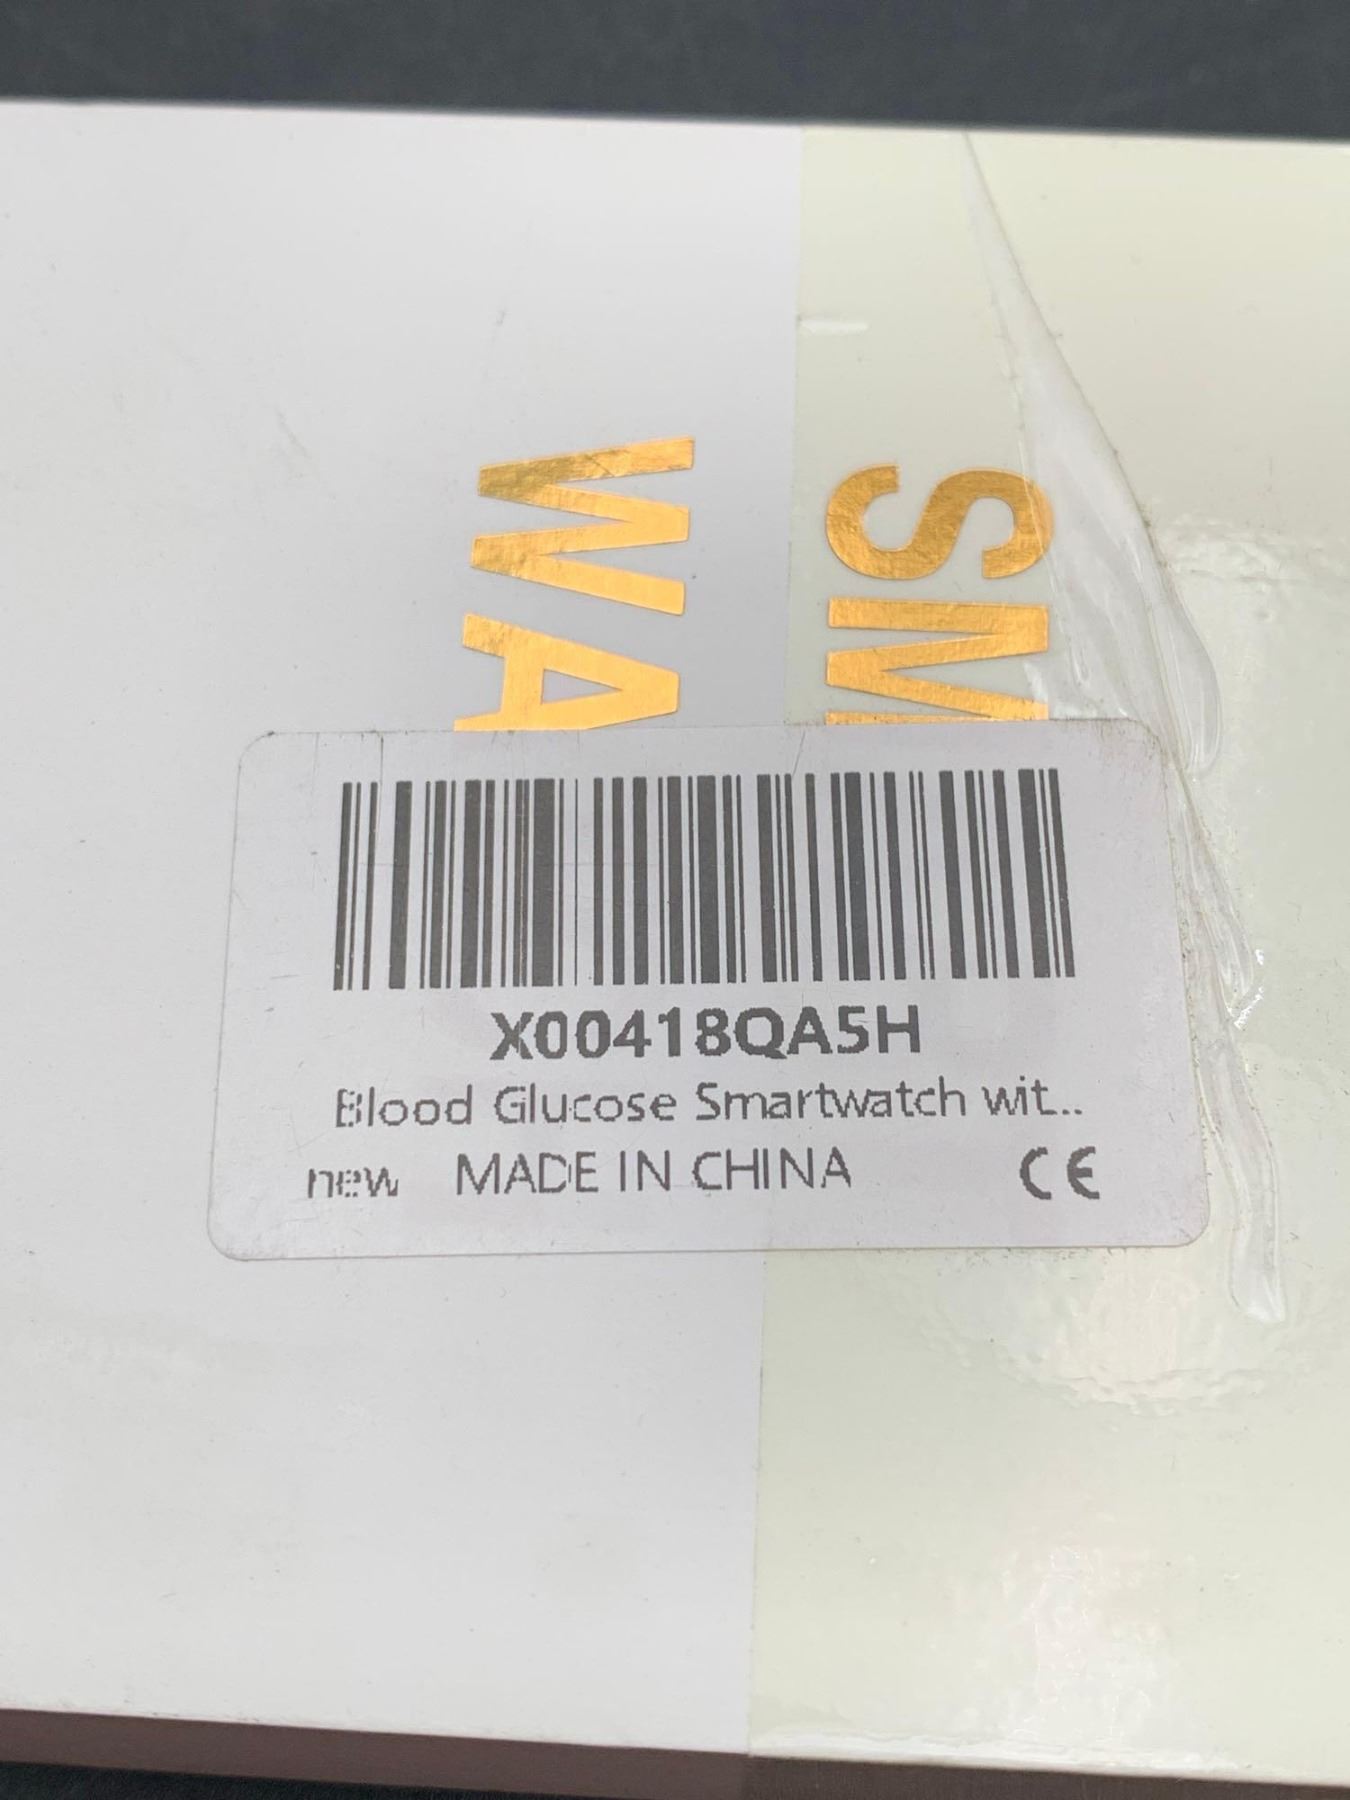 SM
WA
X00418QA5H
Blood Glucose Smartwatch wit...
new MADE IN CHINA CE